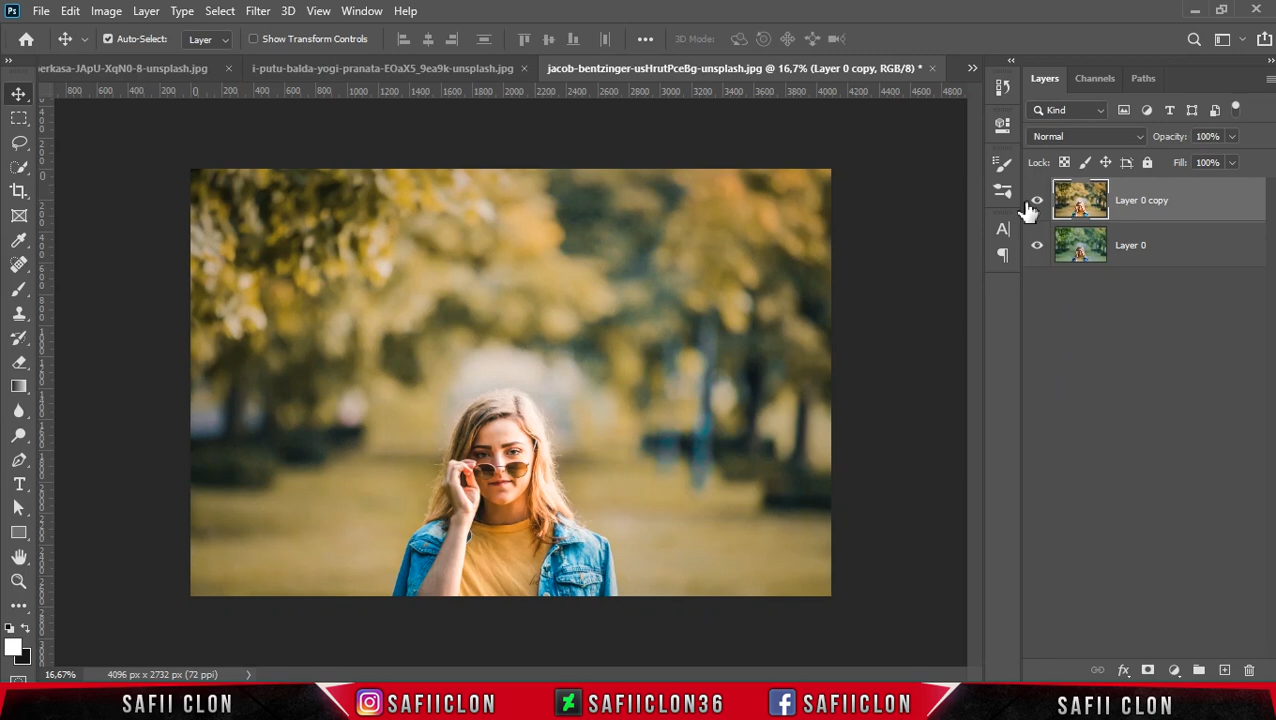 Ps File Edit Image Layer Type Select Filter 3D View Window Help
Auto-Select: Layer Show Transform Controls ••• 3D Mode:
erkasa-JApU-XqN0-8-unsplash.jpg × i-putu-balda-yogi-pranata-EOaX5_9ea9k-unsplash.jpg × jacob-bentzinger-usHrutPceBg-unsplash.jpg @ 16,7% (Layer 0 copy, RGB/8) * ×
800 600 400 200 0 200 400 600 800 1000 1200 1400 1600 1800 2000 2200 2400 2600 2800 3000 3200 3400 3600 3800 4000 4200 4400 4600 4800
Layers Channels Paths
Kind
Normal Opacity: 100%
Lock: Fill: 100%
Layer 0 copy
Layer 0
16,67% 4096 px x 2732 px (72 ppi)
SAFII CLON SAFIICLON SAFIICLON36 SAFIICLON SAFII CLON